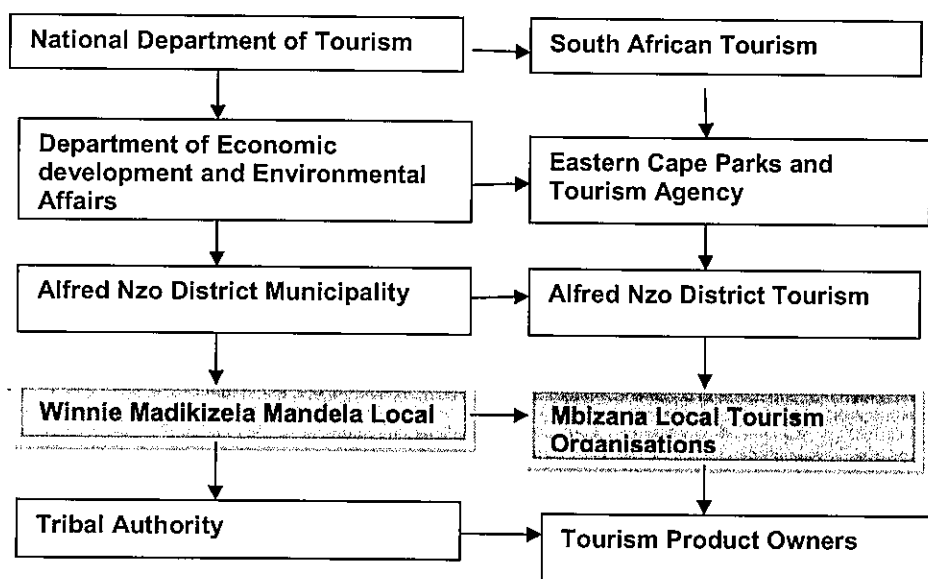 National Department of Tourism
South African Tourism
Department of Economic
development and Environmental
Affairs
Eastern Cape Parks and
Tourism Agency
Alfred Nzo District Municipality
Alfred Nzo District Tourism
Winnie Madikizela Mandela Local
Mbizana Local Tourism
Organisations
Tribal Authority
Tourism Product Owners